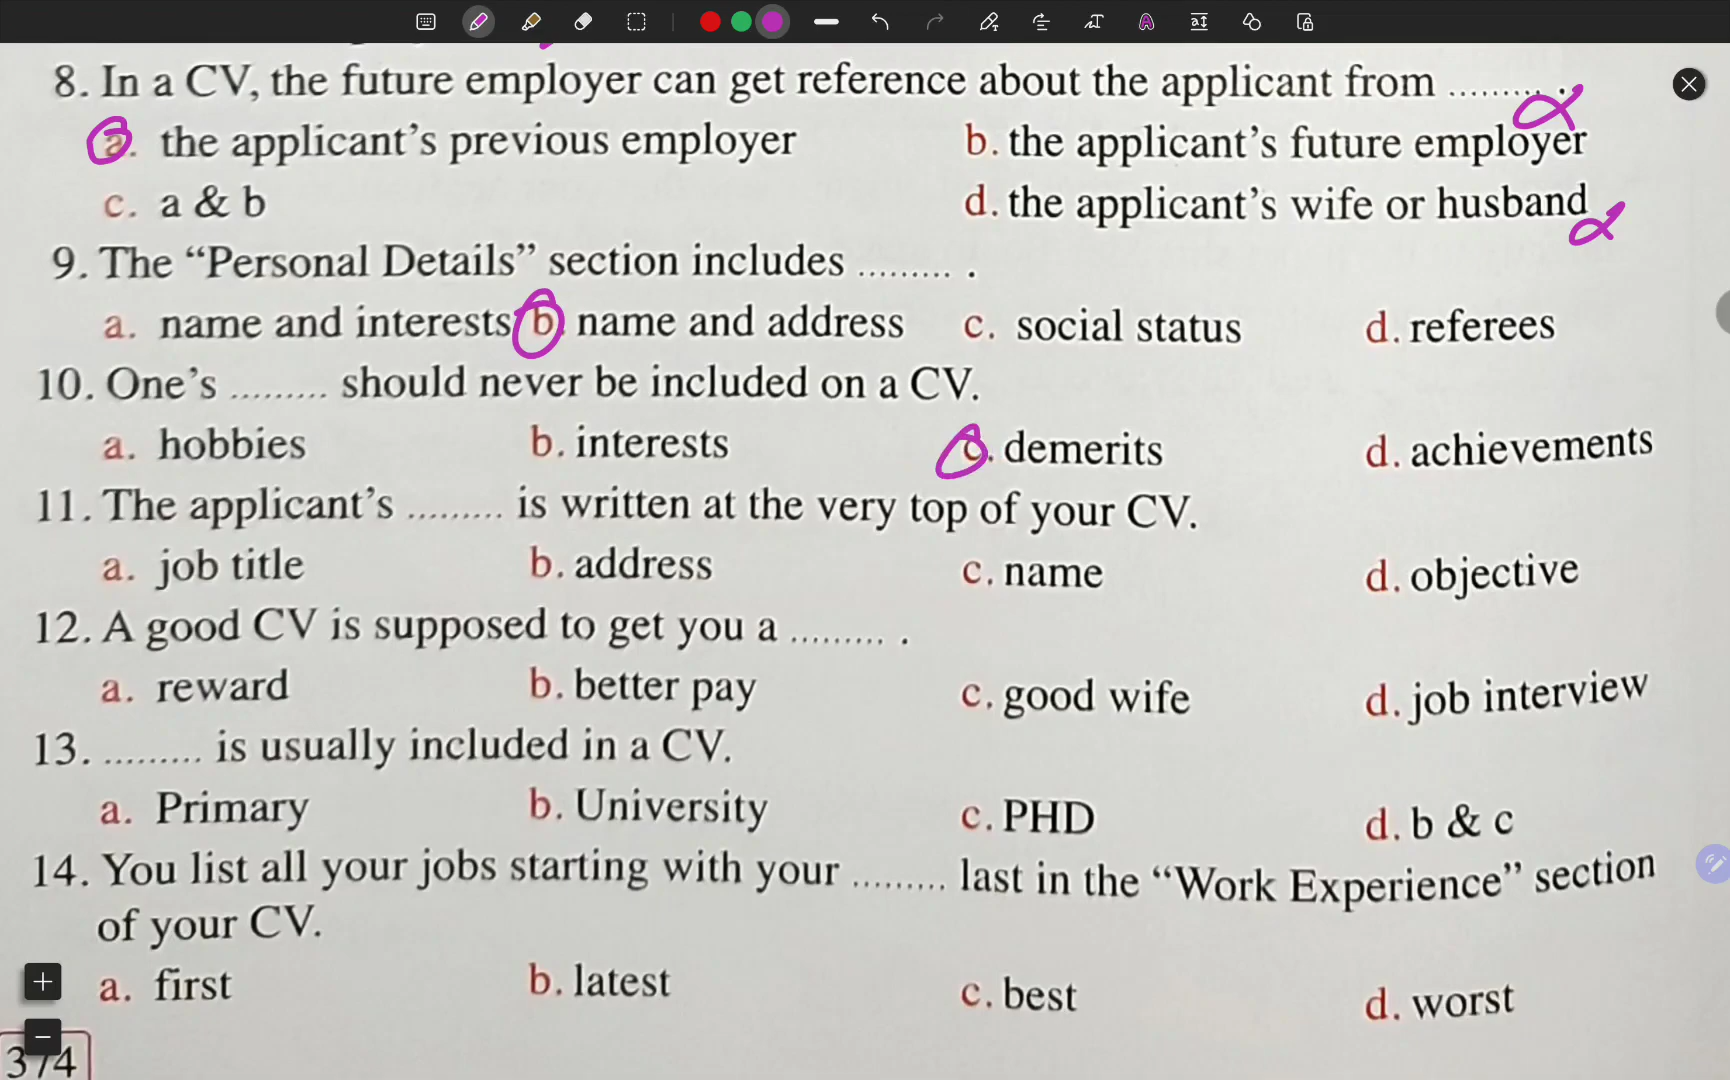 8. In a CV, the future employer can get reference about the applicant from ......... .
a. the applicant's previous employer b. the applicant's future employer
c. a & b d. the applicant's wife or husband
9. The “Personal Details” section includes ......... .
a. name and interests b. name and address c. social status d. referees
10. One's ......... should never be included on a CV.
a. hobbies b. interests c. demerits d. achievements
11. The applicant's ......... is written at the very top of your CV.
a. job title b. address c. name d. objective
12. A good CV is supposed to get you a ......... .
a. reward b. better pay c. good wife d. job interview
13. ......... is usually included in a CV.
a. Primary b. University c. PHD d. b & c
14. You list all your jobs starting with your ......... last in the “Work Experience” section
of your CV.
a. first b. latest c. best d. worst
374